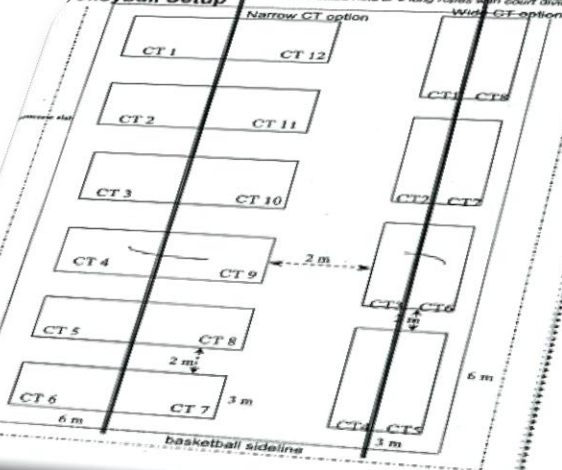 Setup
Narrow CT option
Wide CT option
CT 1
CT 12
CT1 CT8
CT 2
CT 11
CT 3
CT 10
CT2 CT7
CT 4
CT 9
2 m
CT3 CT6
CT 5
CT 8
2 m
CT 6
CT 7
3 m
6 m
6 m
CT4 CT5
basketball sideline
3 m